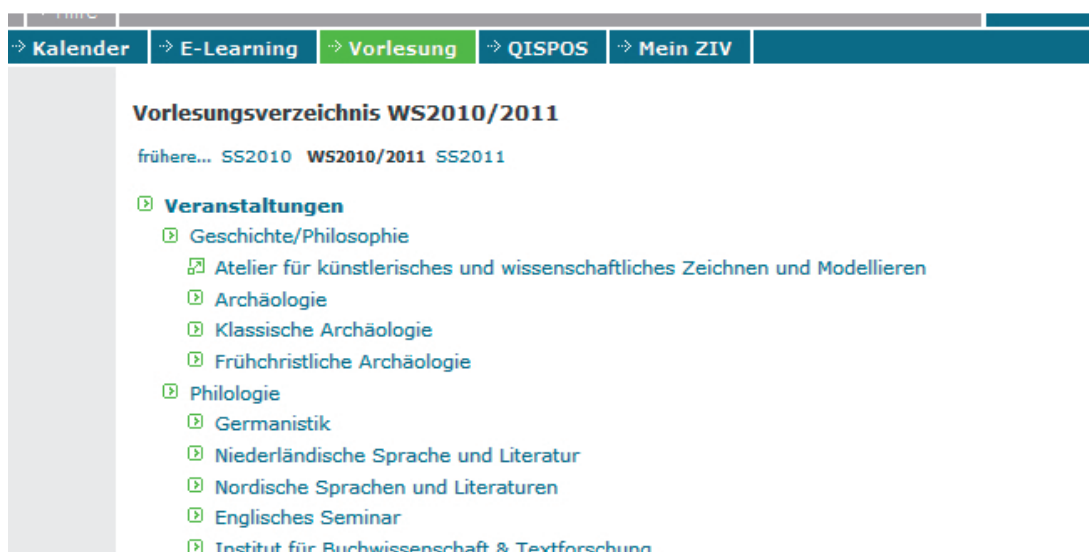 Hilfe
Kalender E-Learning Vorlesung QISPOS Mein ZIV
Vorlesungsverzeichnis WS2010/2011
frühere... SS2010 WS2010/2011 SS2011
Veranstaltungen
Geschichte/Philosophie
Atelier für künstlerisches und wissenschaftliches Zeichnen und Modellieren
Archäologie
Klassische Archäologie
Frühchristliche Archäologie
Philologie
Germanistik
Niederländische Sprache und Literatur
Nordische Sprachen und Literaturen
Englisches Seminar
Institut für Buchwissenschaft & Textforschung